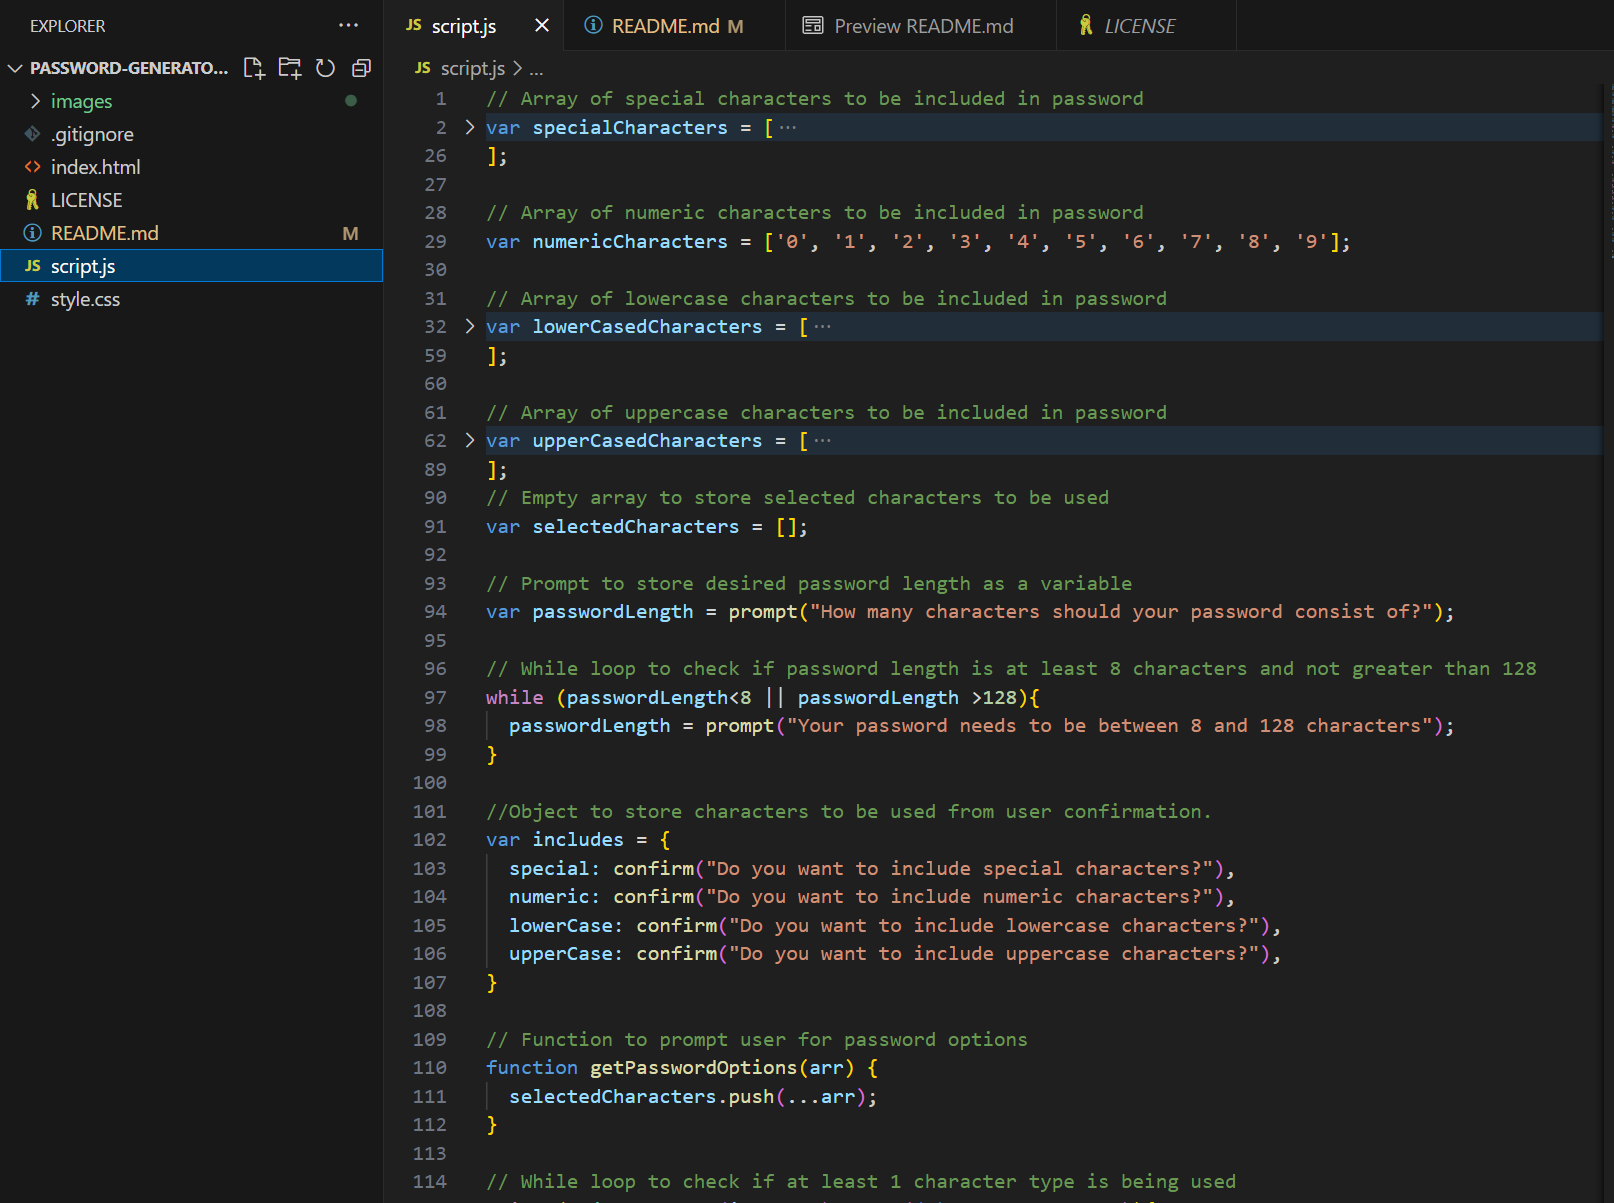 EXPLORER
PASSWORD-GENERATO...
images
.gitignore
index.html
LICENSE
README.md M
JS script.js
# style.css
JS script.js
README.md M
Preview README.md
LICENSE
JS script.js > ...
1 // Array of special characters to be included in password
2 var specialCharacters = [ ...
26 ];
27
28 // Array of numeric characters to be included in password
29 var numericCharacters = ['0', '1', '2', '3', '4', '5', '6', '7', '8', '9'];
30
31 // Array of lowercase characters to be included in password
32 var lowerCasedCharacters = [ ...
59 ];
60
61 // Array of uppercase characters to be included in password
62 var upperCasedCharacters = [ ...
89 ];
90 // Empty array to store selected characters to be used
91 var selectedCharacters = [];
92
93 // Prompt to store desired password length as a variable
94 var passwordLength = prompt("How many characters should your password consist of?");
95
96 // While loop to check if password length is at least 8 characters and not greater than 128
97 while (passwordLength<8 || passwordLength >128){
98 passwordLength = prompt("Your password needs to be between 8 and 128 characters");
99 }
100
101 //Object to store characters to be used from user confirmation.
102 var includes = {
103 special: confirm("Do you want to include special characters?"),
104 numeric: confirm("Do you want to include numeric characters?"),
105 lowerCase: confirm("Do you want to include lowercase characters?"),
106 upperCase: confirm("Do you want to include uppercase characters?"),
107 }
108
109 // Function to prompt user for password options
110 function getPasswordOptions(arr) {
111 selectedCharacters.push(...arr);
112 }
113
114 // While loop to check if at least 1 character type is being used